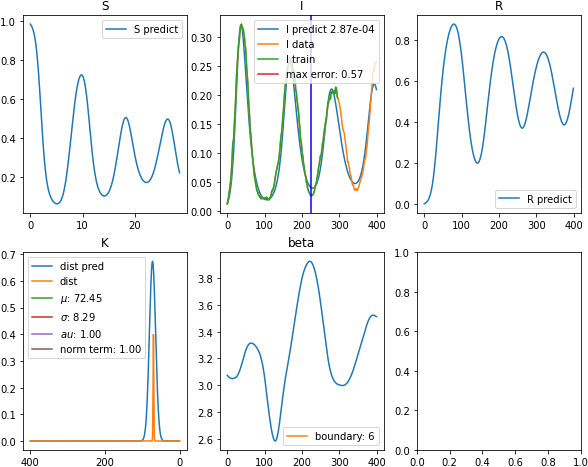 S
1.0
0.8
0.6
0.4
0.2
0
10
20
S predict
I
0.30
0.25
0.20
0.15
0.10
0.05
0.00
0 100 200 300 400
I predict 2.87e-04
I data
I train
max error: 0.57
R
0.8
0.6
0.4
0.2
0.0
0 100 200 300 400
R predict
K
0.7
0.6
0.5
0.4
0.3
0.2
0.1
0.0
400 200 0
dist pred
dist
μ: 72.45
σ: 8.29
au: 1.00
norm term: 1.00
beta
3.8
3.6
3.4
3.2
3.0
2.8
2.6
0 100 200 300 400
boundary: 6
1.0
0.8
0.6
0.4
0.2
0.0
0.0 0.2 0.4 0.6 0.8 1.0